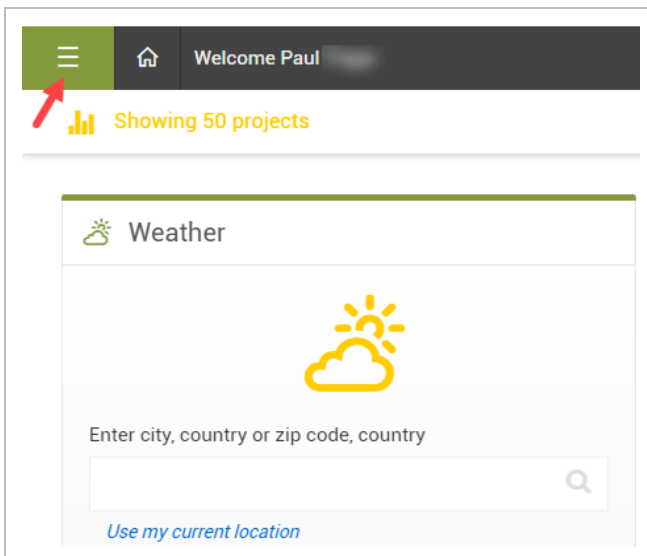 Welcome Paul
Showing 50 projects
Weather
Enter city, country or zip code, country
Use my current location